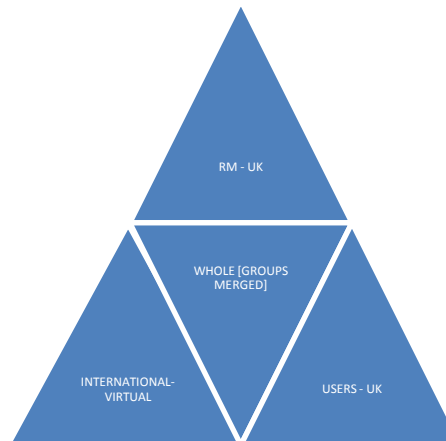 RM - UK
WHOLE [GROUPS
MERGED]
INTERNATIONAL-
VIRTUAL
USERS - UK